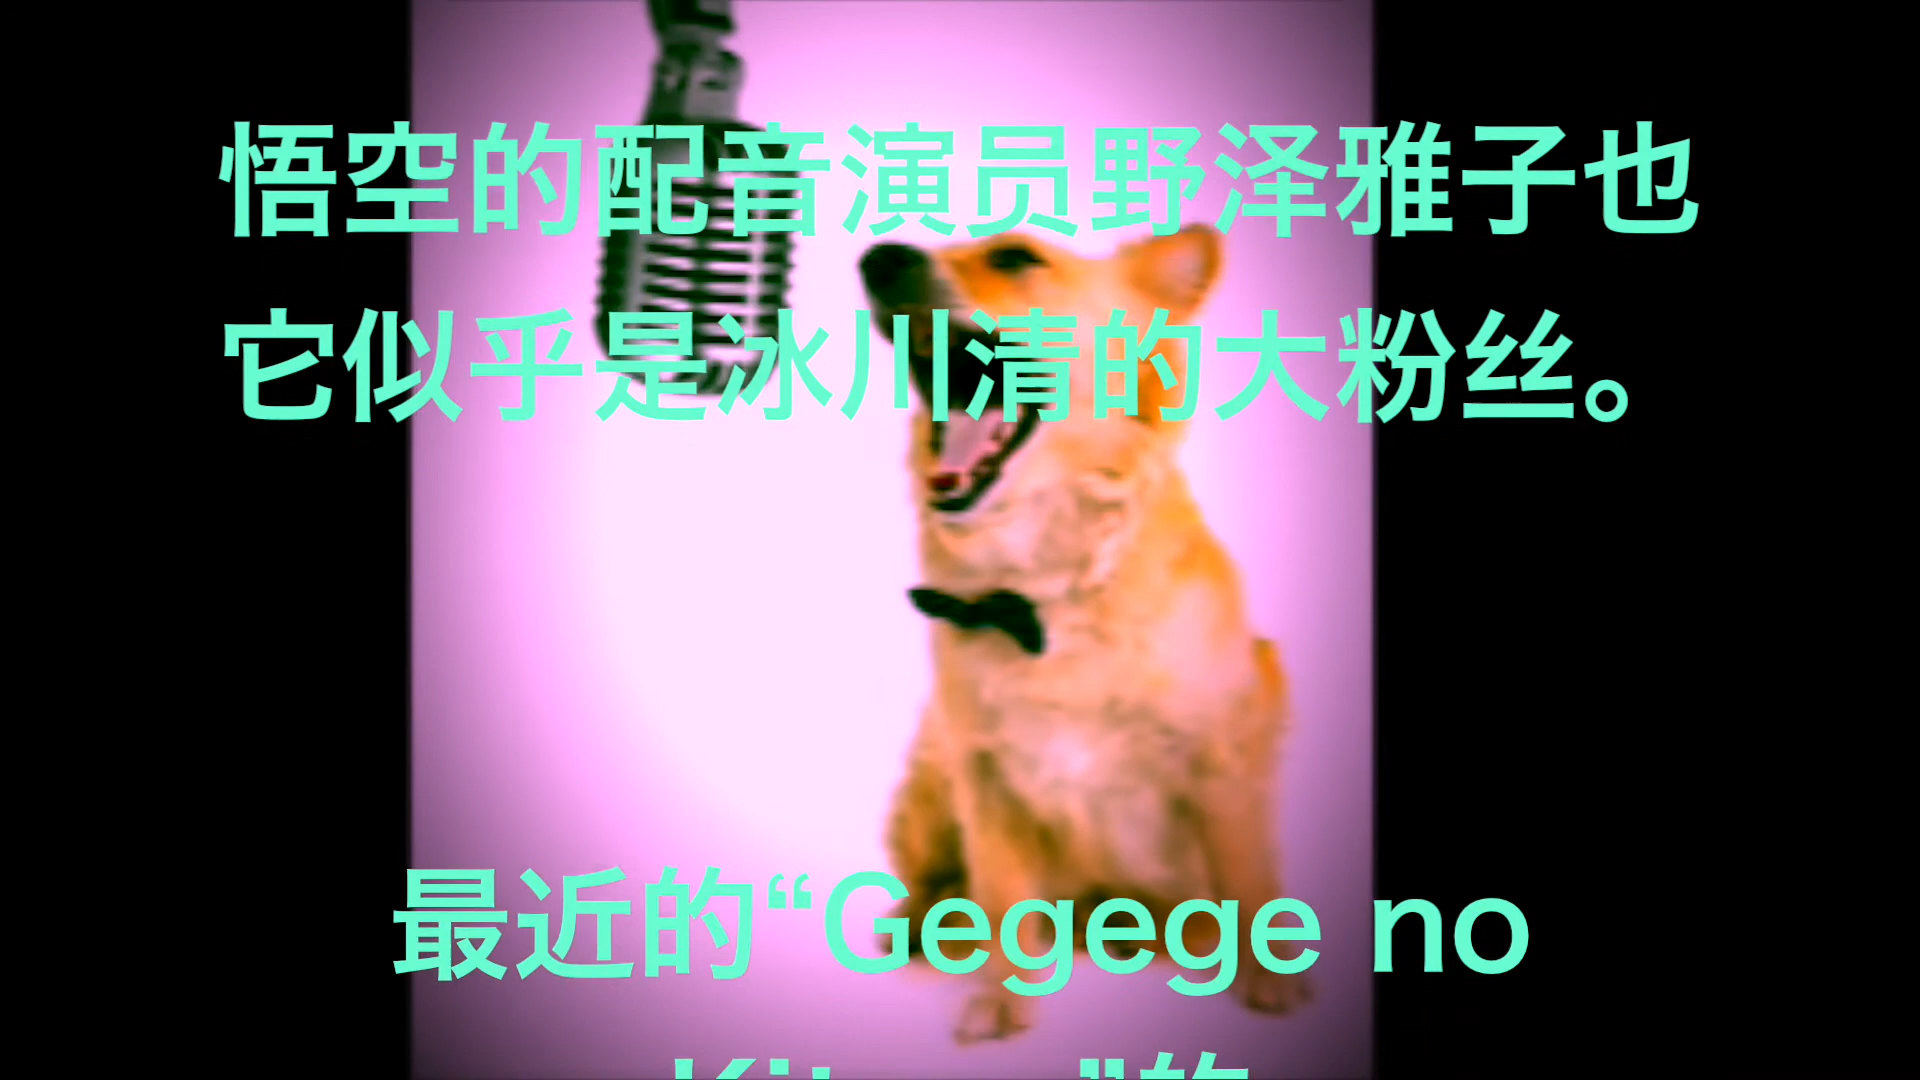 悟空的配音演员野泽雅子也
它似乎是冰川清的大粉丝。
最近的“Gegege no